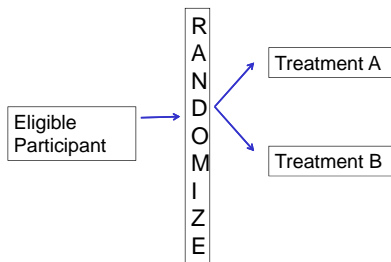 Eligible
Participant
R
A
N
D
O
M
I
Z
E
Treatment A
Treatment B